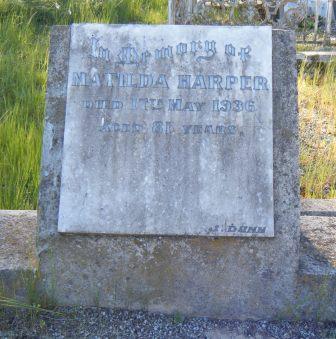 In Memory of
MATILDA HARPER
DIED 17TH MAY 1936
AGED 81 YEARS.
J. DUNN